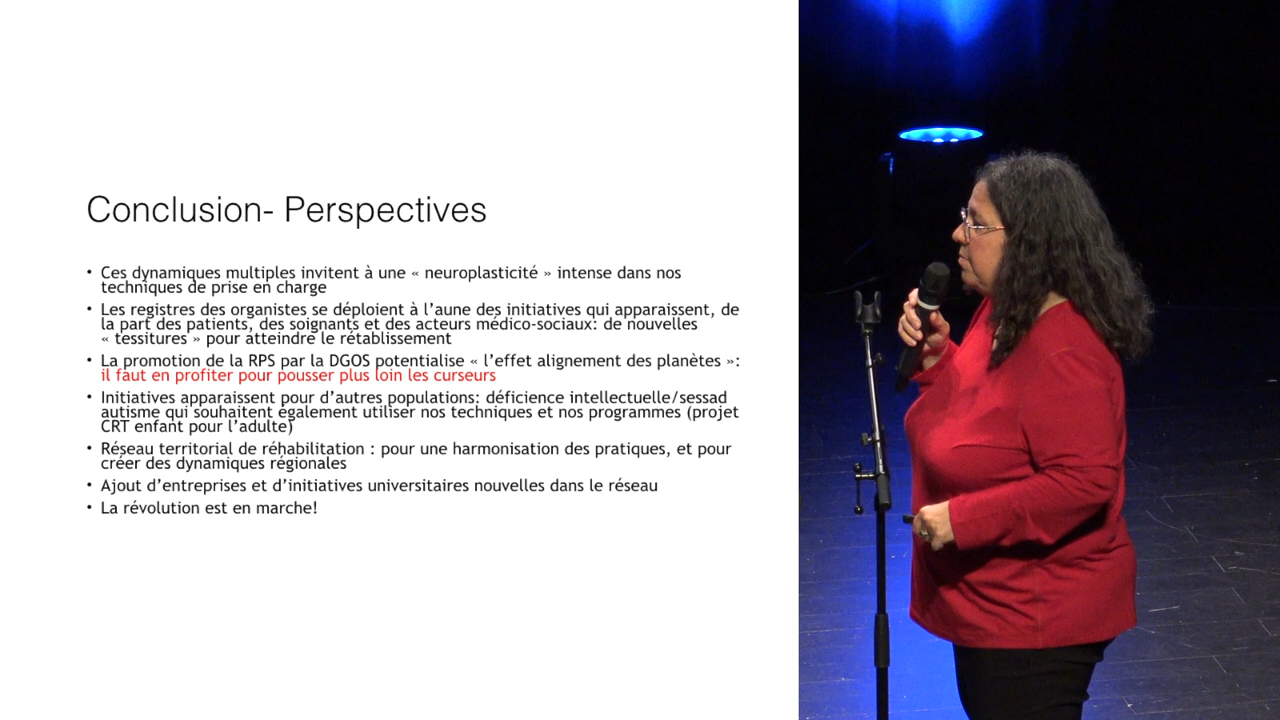 Conclusion- Perspectives
• Ces dynamiques multiples invitent à une « neuroplasticité » intense dans nos
techniques de prise en charge
• Les registres des organistes se déploient à l’aune des initiatives qui apparaissent, de
la part des patients, des soignants et des acteurs médico-sociaux: de nouvelles
« tessitures » pour atteindre le rétablissement
• La promotion de la RPS par la DGOS potentialise « l’effet alignement des planètes »:
il faut en profiter pour pousser plus loin les curseurs
• Initiatives apparaissent pour d’autres populations: déficience intellectuelle/sessad
autisme qui souhaitent également utiliser nos techniques et nos programmes (projet
CRT enfant pour l’adulte)
• Réseau territorial de réhabilitation : pour une harmonisation des pratiques, et pour
créer des dynamiques régionales
• Ajout d’entreprises et d’initiatives universitaires nouvelles dans le réseau
• La révolution est en marche!